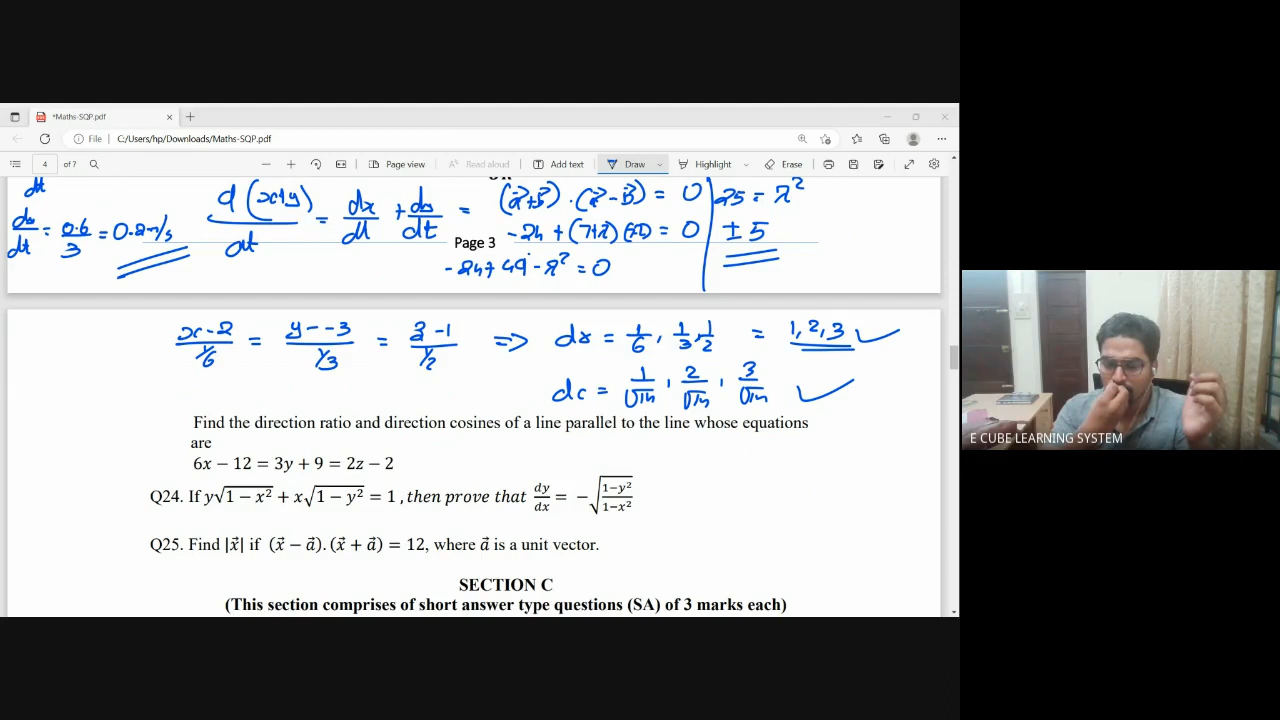 *Maths-SQP.pdf
File | C:/Users/hp/Downloads/Maths-SQP.pdf
4 of 7 Page view Read aloud Add text Draw Highlight Erase
OR
dt
dy/dt = 0.6/3 = 0.2 m/s
d(x+y)/dt = dx/dt + dy/dt =
(a⃗+b⃗) · (a⃗-b⃗) = 0
-24 + (7+λ)(7-λ) = 0
-24 + 49 - λ² = 0
25 = λ²
± 5
Page 3
(x-2)/(1/6) = (y--3)/(1/3) = (z-1)/(1/2) => dr = 1/6, 1/3, 1/2 = 1, 2, 3
dc = 1/√14, 2/√14, 3/√14
Find the direction ratio and direction cosines of a line parallel to the line whose equations
are
6x − 12 = 3y + 9 = 2z − 2
Q24. If y√(1 − x²) + x√(1 − y²) = 1 , then prove that dy/dx = −√((1−y²)/(1−x²))
Q25. Find |x⃗| if (x⃗ − a⃗). (x⃗ + a⃗) = 12, where a⃗ is a unit vector.
SECTION C
(This section comprises of short answer type questions (SA) of 3 marks each)
E CUBE LEARNING SYSTEM